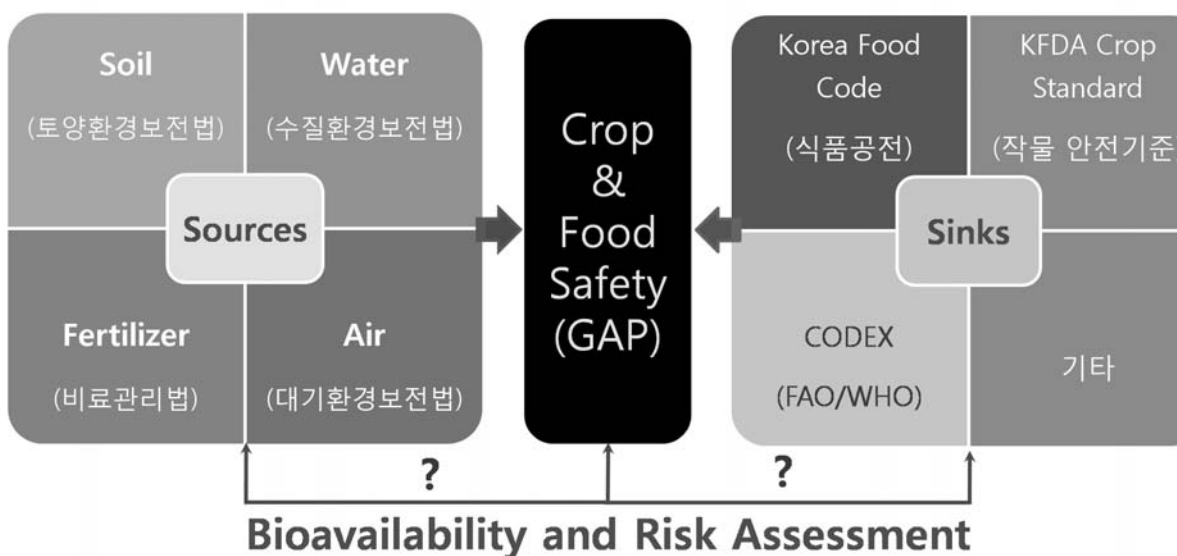 Soil
(토양환경보전법)
Water
(수질환경보전법)
Sources
Fertilizer
(비료관리법)
Air
(대기환경보전법)
Crop
&
Food
Safety
(GAP)
Korea Food
Code
(식품공전)
KFDA Crop
Standard
(작물 안전기준)
Sinks
CODEX
(FAO/WHO)
기타
?
?
Bioavailability and Risk Assessment